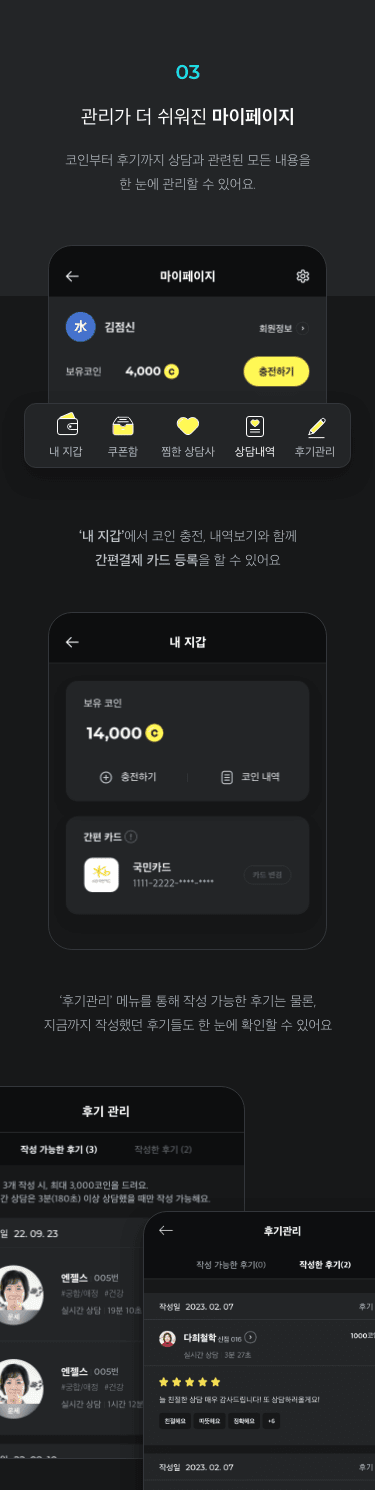 03
관리가 더 쉬워진 마이페이지
코인부터 후기까지 상담과 관련된 모든 내용을
한 눈에 관리할 수 있어요.
마이페이지
水 김점신 회원정보
보유코인 4,000 C 충전하기
내 지갑 쿠폰함 찜한 상담사 상담내역 후기관리
‘내 지갑’에서 코인 충전, 내역보기와 함께
간편결제 카드 등록을 할 수 있어요
내 지갑
보유 코인
14,000 C
충전하기 코인 내역
간편 카드
국민카드
1111-2222-****-****
카드 변경
‘후기관리’ 메뉴를 통해 작성 가능한 후기는 물론,
지금까지 작성했던 후기들도 한 눈에 확인할 수 있어요
후기 관리
작성 가능한 후기 (3) 작성한 후기 (2)
3개 작성 시, 최대 3,000코인을 드려요.
간 상담은 3분(180초) 이상 상담했을 때만 작성 가능해요.
일 22. 09. 23
엔젤스 005번
#궁합/애정 #건강
실시간 상담 19분 10초
운세
엔젤스 005번
#궁합/애정 #건강
실시간 상담 1시간 12분
운세
후기관리
작성 가능한 후기(0) 작성한 후기(2)
작성일 2023. 02. 07 후기
다희철학 신점 016 1000코
실시간 상담 3분 27초
늘 친절한 상담 매우 감사드립니다! 또 상담하러올게요!
친절해요 따뜻해요 정확해요 +6
작성일 2023. 02. 07 후기